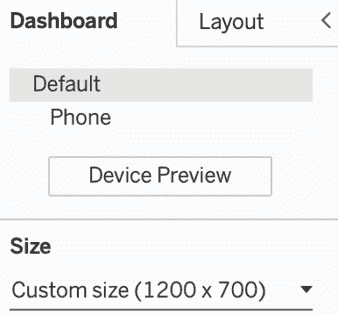 Dashboard Layout
Default
Phone
Device Preview
Size
Custom size (1200 x 700)